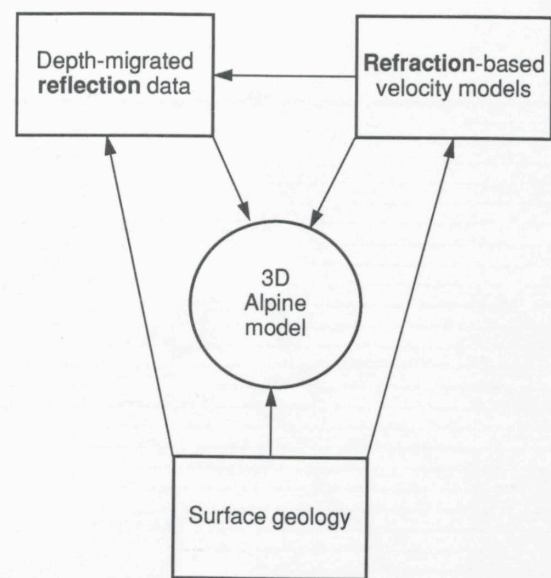 Depth-migrated
reflection data
Refraction-based
velocity models
3D
Alpine
model
Surface geology